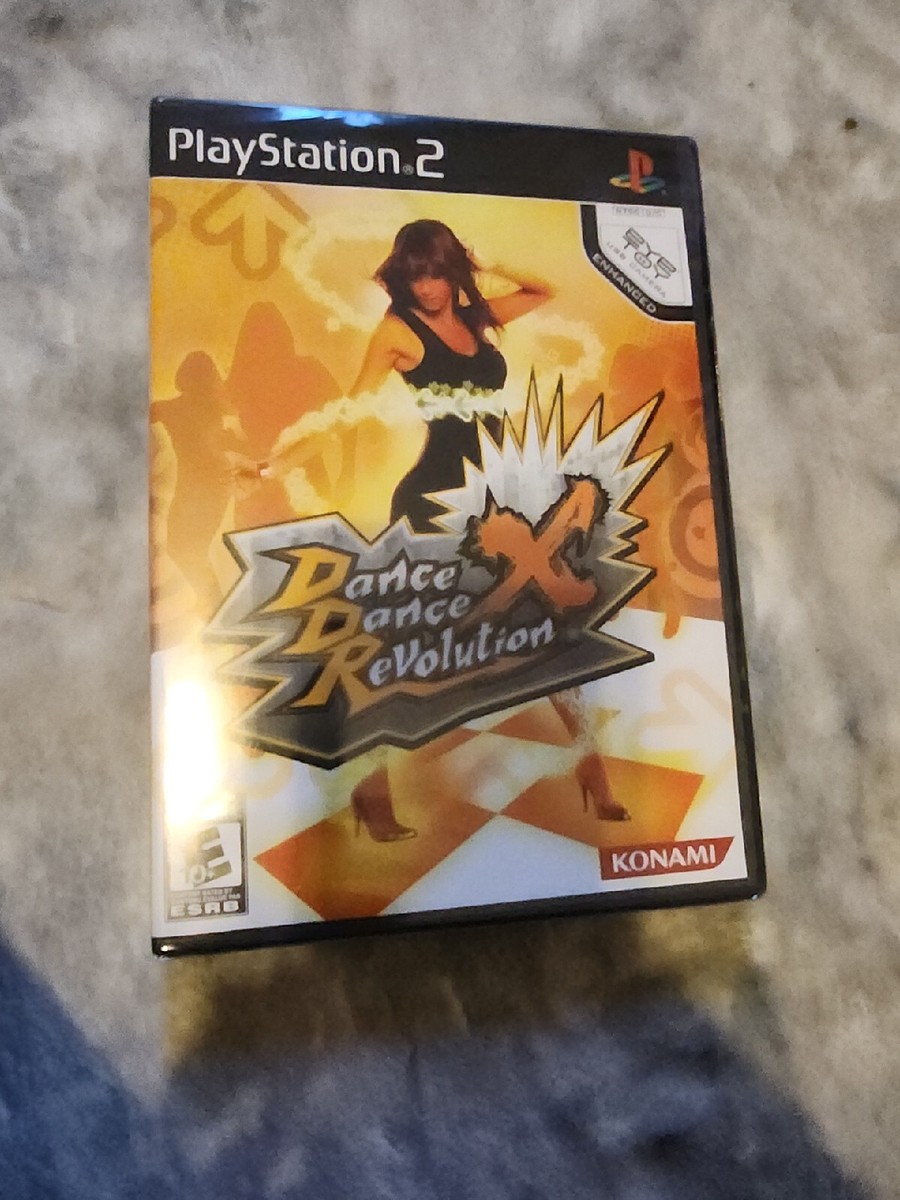 PlayStation®2
EYE
TOY
USB CAMERA
ENHANCED
Dance
Dance
Revolution
X
E
10+
ESRB
KONAMI